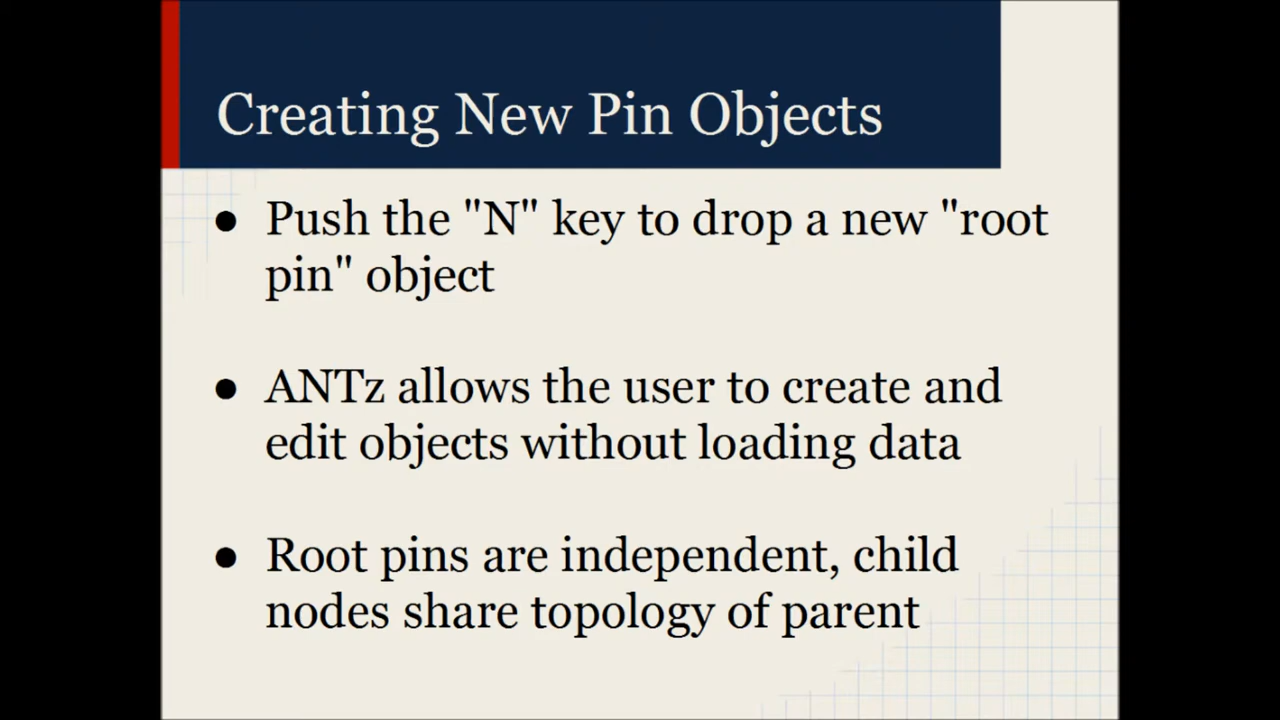 Creating New Pin Objects
● Push the "N" key to drop a new "root
pin" object
● ANTz allows the user to create and
edit objects without loading data
● Root pins are independent, child
nodes share topology of parent